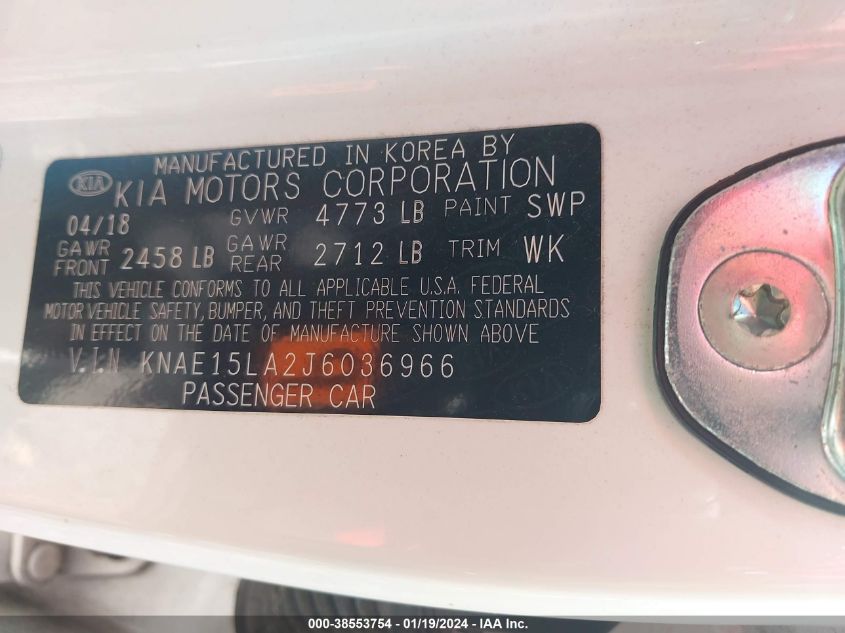 MANUFACTURED IN KOREA BY
KIA KIA MOTORS CORPORATION
04/18 GVWR 4773 LB PAINT SWP
GAWR FRONT 2458 LB GAWR REAR 2712 LB TRIM WK
THIS VEHICLE CONFORMS TO ALL APPLICABLE U.S.A. FEDERAL
MOTOR VEHICLE SAFETY, BUMPER, AND THEFT PREVENTION STANDARDS
IN EFFECT ON THE DATE OF MANUFACTURE SHOWN ABOVE
V.I.N KNAE15LA2J6036966
PASSENGER CAR
000-38553754 - 01/19/2024 - IAA Inc.